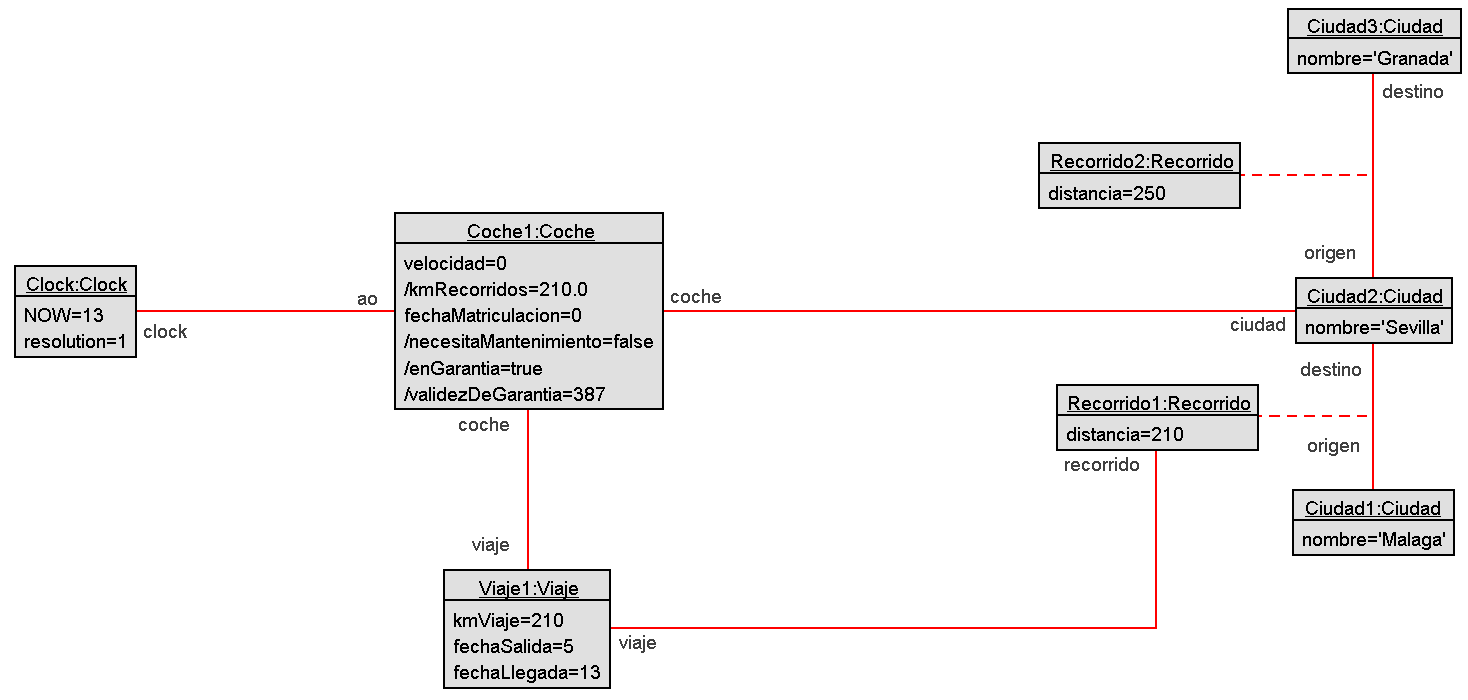 Ciudad3:Ciudad
nombre='Granada'
destino
Recorrido2:Recorrido
distancia=250
origen
Coche1:Coche
velocidad=0
/kmRecorridos=210.0
fechaMatriculacion=0
/necesitaMantenimiento=false
/enGarantia=true
/validezDeGarantia=387
Clock:Clock
NOW=13
resolution=1
ao
clock
coche
ciudad
Ciudad2:Ciudad
nombre='Sevilla'
destino
Recorrido1:Recorrido
distancia=210
recorrido
origen
Ciudad1:Ciudad
nombre='Malaga'
coche
viaje
Viaje1:Viaje
kmViaje=210
fechaSalida=5
fechaLlegada=13
viaje